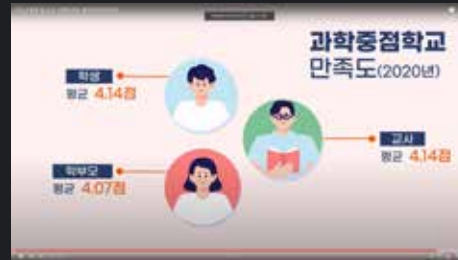 과학중점학교
만족도(2020년)
학생
평균 4.14점
교사
평균 4.14점
학부모
평균 4.07점